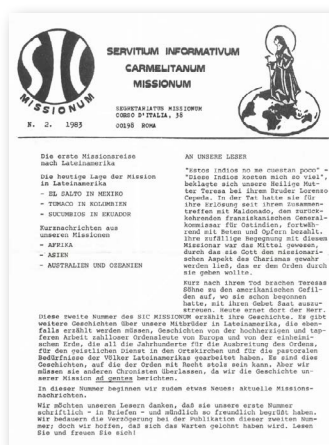 SIC
MISSIONUM
SERVITIUM INFORMATIVUM
CARMELITANUM
MISSIONUM
SEGRETARIATUS MISSIONUM
CORSO D'ITALIA, 38
00198 ROMA
N. 2. 1983
Die erste Missionsreise
nach Lateinamerika
Die heutige Lage der Mission
in Lateinamerika
- EL SALTO IN MEXIKO
- TUMACO IN KOLUMBIEN
- SUCUMBIOS IN EKUADOR
Kurznachrichten aus
unseren Missionen
- AFRIKA
- ASIEN
- AUSTRALIEN UND OZEANIEN
AN UNSERE LESER
"Estos indios no me cuestan poco" -
"Diese Indios kosten mich so viel",
beklagte sich unsere Heilige Mut-
ter Teresa bei ihrem Bruder Lorenzo
Cepeda. In der Tat hatte sie für
ihre Erlösung seit ihrem Zusammen-
treffen mit Maldonado, dem zurück-
kehrenden franziskanischen General-
kommissar für Ostindien, fortwäh-
rend mit Beten und Opfern bezahlt.
Ihre zufällige Begegnung mit diesem
Missionar war das Mittel gewesen,
durch das sie Gott den missionari-
schen Aspekt des Charismas gewahr
werden ließ, das er dem Orden durch
sie geben wollte.
Kurz nach ihrem Tod brachen Teresas
Söhne zu den amerikanischen Gefil-
den auf, wo sie schon begonnen
hatte, mit ihren Gebet Saat auszu-
streuen. Heute erntet dort der Herr.
Diese zweite Nummer des SIC MISSIONUM erzählt ihre Geschichte. Es gibt
weitere Geschichten über unsere Mitbrüder in Lateinamerika, die eben-
falls erzählt werden müssen, Geschichten von der hochherzigen und tap-
feren Arbeit zahlloser Ordensleute von Europa und von der einheimi-
schen Erde, die all die Jahrhunderte für die Ausbreitung des Ordens,
für den geistlichen Dienst in den Ortskirchen und für die pastoralen
Bedürfnisse der Völker Lateinamerikas gearbeitet haben. Es sind dies
Geschichten, auf die der Orden mit Recht stolz sein kann. Aber wir
müssen sie anderen Chronisten überlassen, da wir die Geschichte un-
serer Mission ad gentes berichten.
In dieser Nummer beginnen wir zudem etwas Neues: aktuelle Missions-
nachrichten.
Wir möchten unseren Lesern danken, daß sie unsere erste Nummer
schriftlich - in Briefen - und mündlich so freundlich begrüßt haben.
Wir bedauern die Verzögerung bei der Publikation dieser zweiten Num-
mer; doch wir hoffen, daß sich das Warten gelohnt haben wird. Lesen
Sie und freuen Sie sich!